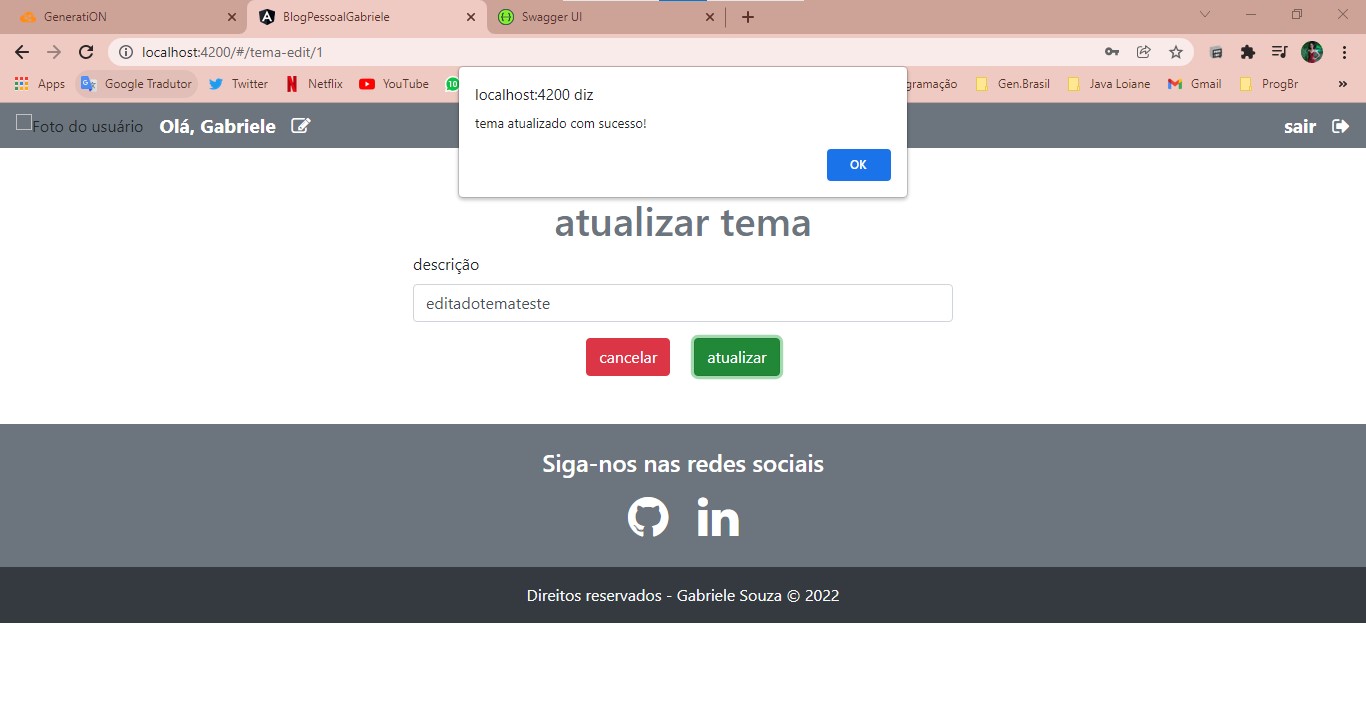 GeneratiON
BlogPessoalGabriele
Swagger UI
localhost:4200/#/tema-edit/1
Apps
Google Tradutor
Twitter
Netflix
YouTube
10
gramação
Gen.Brasil
Java Loiane
Gmail
ProgBr
»
localhost:4200 diz
tema atualizado com sucesso!
OK
Foto do usuário
Olá, Gabriele
sair
atualizar tema
descrição
editadotemateste
cancelar
atualizar
Siga-nos nas redes sociais
in
Direitos reservados - Gabriele Souza © 2022